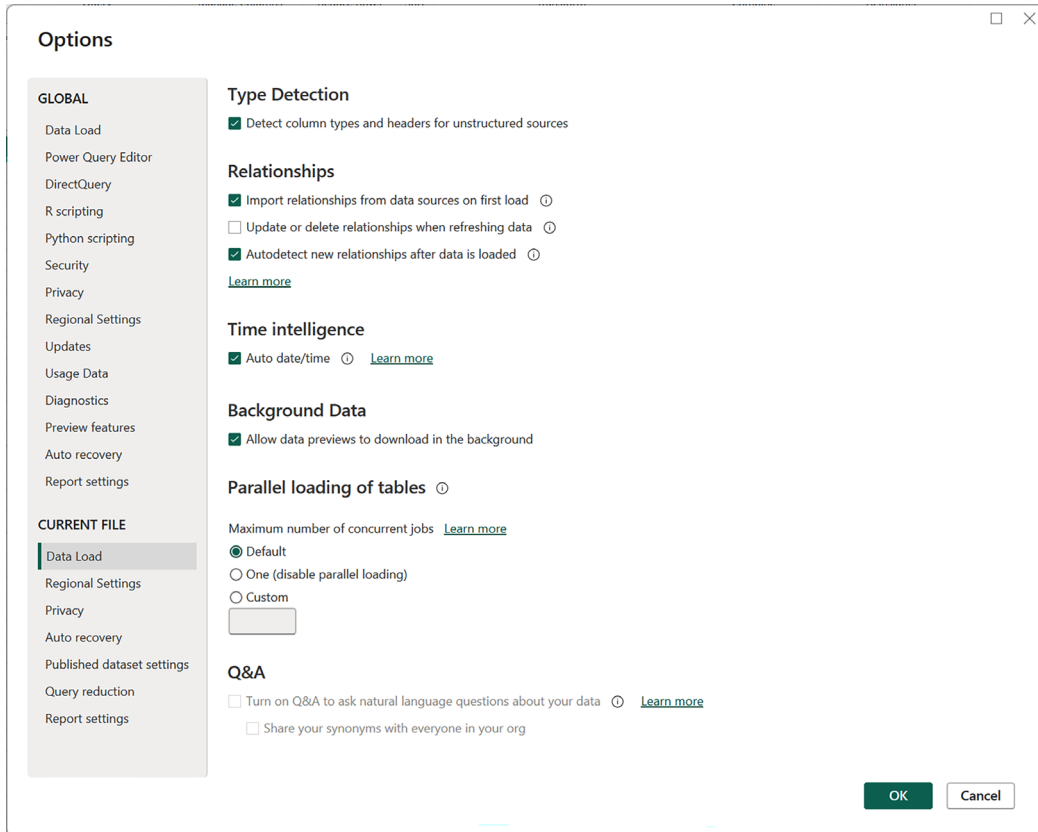 Options
GLOBAL
Data Load
Power Query Editor
DirectQuery
R scripting
Python scripting
Security
Privacy
Regional Settings
Updates
Usage Data
Diagnostics
Preview features
Auto recovery
Report settings
CURRENT FILE
Data Load
Regional Settings
Privacy
Auto recovery
Published dataset settings
Query reduction
Report settings
Type Detection
Detect column types and headers for unstructured sources
Relationships
Import relationships from data sources on first load
Update or delete relationships when refreshing data
Autodetect new relationships after data is loaded
Learn more
Time intelligence
Auto date/time Learn more
Background Data
Allow data previews to download in the background
Parallel loading of tables
Maximum number of concurrent jobs Learn more
Default
One (disable parallel loading)
Custom
Q&A
Turn on Q&A to ask natural language questions about your data Learn more
Share your synonyms with everyone in your org
OK Cancel